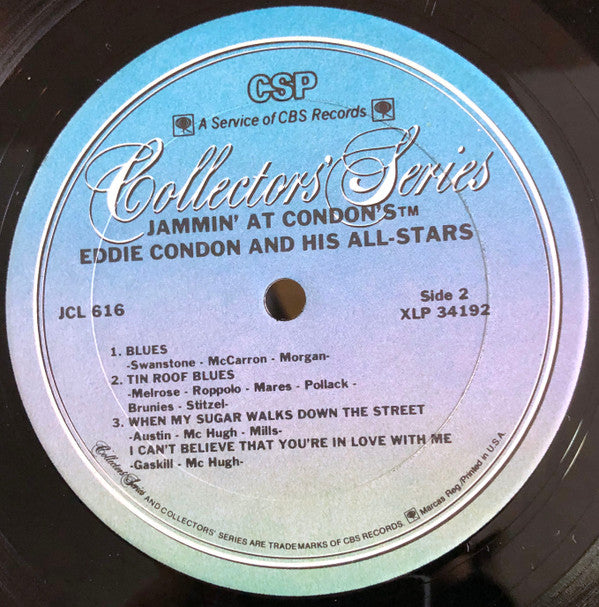 CSP
A Service of CBS Records
Collectors' Series
JAMMIN' AT CONDON'S™
EDDIE CONDON AND HIS ALL-STARS
JCL 616
Side 2
XLP 34192
1. BLUES
-Swanstone - McCarron - Morgan-
2. TIN ROOF BLUES
-Melrose - Roppolo - Mares - Pollack -
Brunies - Stitzel-
3. WHEN MY SUGAR WALKS DOWN THE STREET
-Austin - Mc Hugh - Mills-
I CAN'T BELIEVE THAT YOU'RE IN LOVE WITH ME
-Gaskill - Mc Hugh-
Collectors' Series AND COLLECTORS' SERIES ARE TRADEMARKS OF CBS RECORDS. Marcas Reg./Printed in U.S.A.